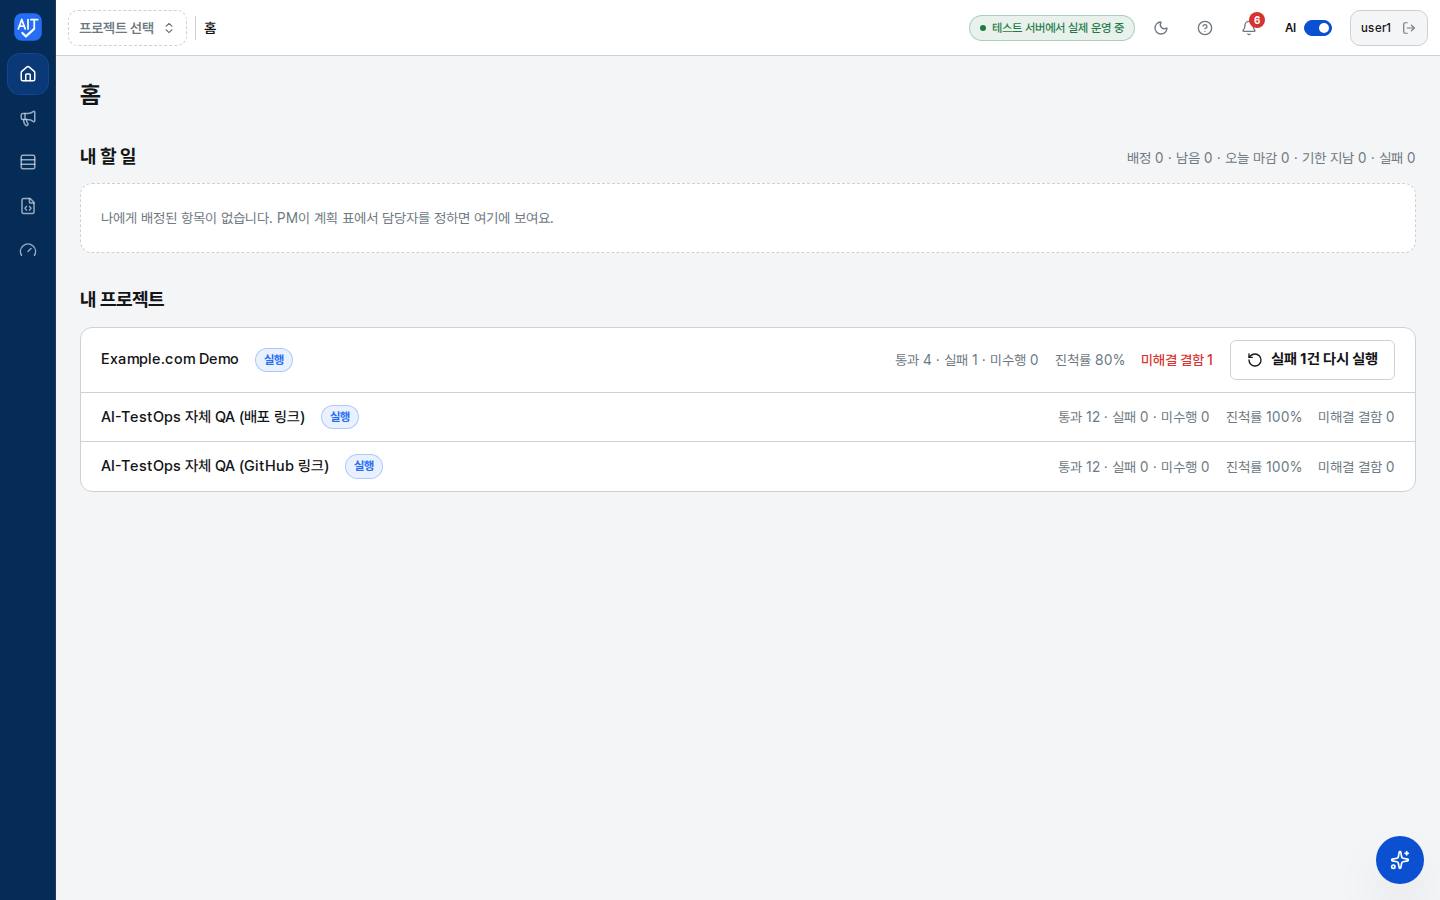 AIT
프로젝트 선택
홈
테스트 서버에서 실제 운영 중
6
AI
user1
홈
내 할 일
배정 0 · 남음 0 · 오늘 마감 0 · 기한 지남 0 · 실패 0
나에게 배정된 항목이 없습니다. PM이 계획 표에서 담당자를 정하면 여기에 보여요.
내 프로젝트
Example.com Demo 실행 통과 4 · 실패 1 · 미수행 0 진척률 80% 미해결 결함 1 실패 1건 다시 실행
AI-TestOps 자체 QA (배포 링크) 실행 통과 12 · 실패 0 · 미수행 0 진척률 100% 미해결 결함 0
AI-TestOps 자체 QA (GitHub 링크) 실행 통과 12 · 실패 0 · 미수행 0 진척률 100% 미해결 결함 0